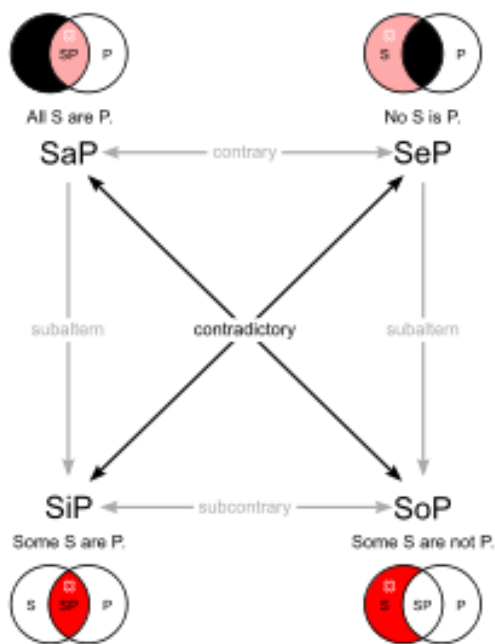 SP P
S P
All S are P.
No S is P.
SaP
contrary
SeP
subaltern
contradictory
subaltern
SiP
subcontrary
SoP
Some S are P.
Some S are not P.
S SP P
S SP P